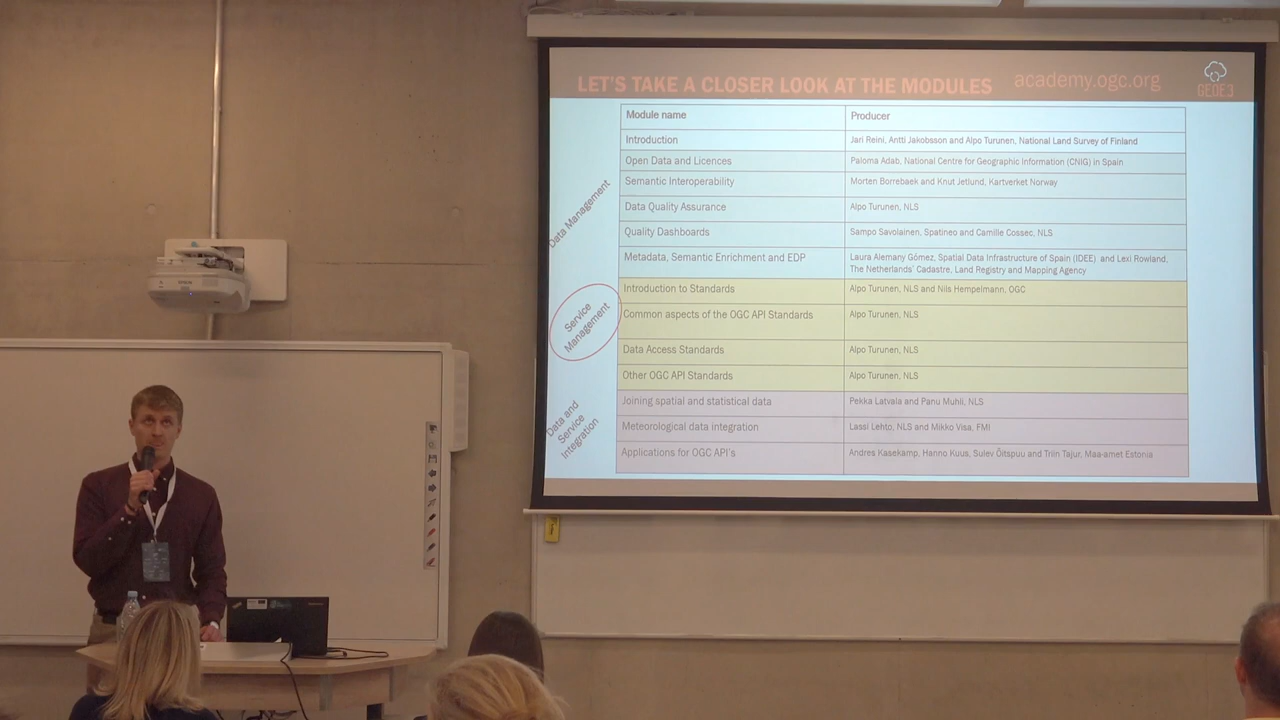 LET'S TAKE A CLOSER LOOK AT THE MODULES
academy.ogc.org
GEOE3
Module name Producer
Introduction Jari Reini, Antti Jakobsson and Alpo Turunen, National Land Survey of Finland
Open Data and Licences Paloma Adab, National Centre for Geographic Information (CNIG) in Spain
Semantic Interoperability Morten Borrebaek and Knut Jetlund, Kartverket Norway
Data Quality Assurance Alpo Turunen, NLS
Quality Dashboards Sampo Savolainen, Spatineo and Camille Cossec, NLS
Metadata, Semantic Enrichment and EDP Laura Alemany Gómez, Spatial Data Infrastructure of Spain (IDEE) and Lexi Rowland,
The Netherlands' Cadastre, Land Registry and Mapping Agency
Introduction to Standards Alpo Turunen, NLS and Nils Hempelmann, OGC
Common aspects of the OGC API Standards Alpo Turunen, NLS
Data Access Standards Alpo Turunen, NLS
Other OGC API Standards Alpo Turunen, NLS
Joining spatial and statistical data Pekka Latvala and Panu Muhli, NLS
Meteorological data integration Lassi Lehto, NLS and Mikko Visa, FMI
Applications for OGC API's Andres Kasekamp, Hanno Kuus, Sulev Õitspuu and Triin Tajur, Maa-amet Estonia
Data Management
Service
Management
Data and
Service
Integration